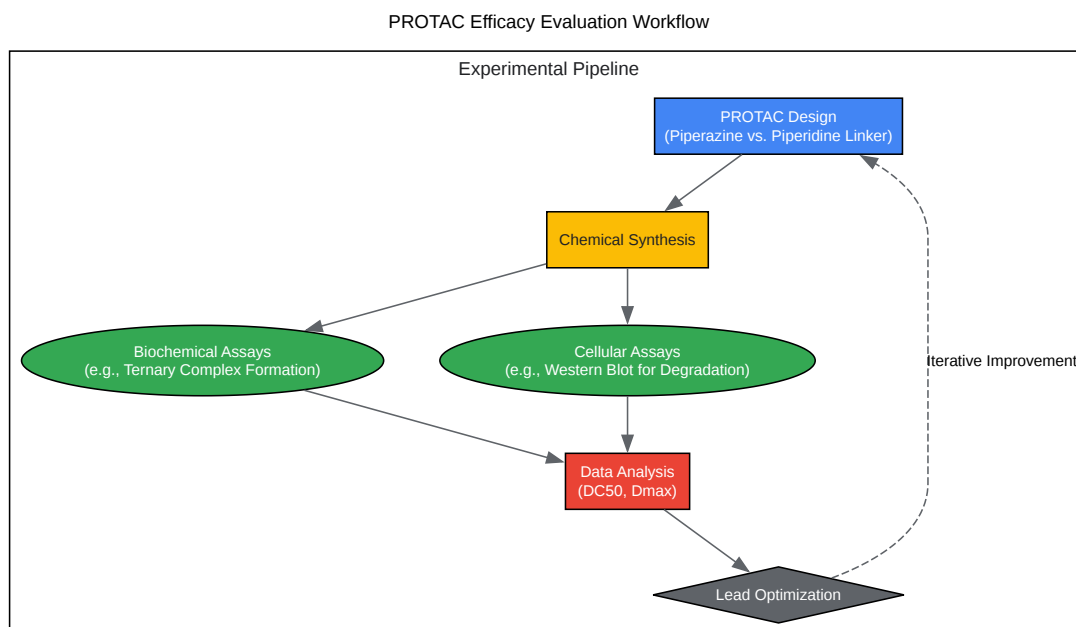 PROTAC Efficacy Evaluation Workflow
Experimental Pipeline
PROTAC Design
(Piperazine vs. Piperidine Linker)
Chemical Synthesis
Biochemical Assays
(e.g., Ternary Complex Formation)
Cellular Assays
(e.g., Western Blot for Degradation)
Iterative Improvement
Data Analysis
(DC50, Dmax)
Lead Optimization